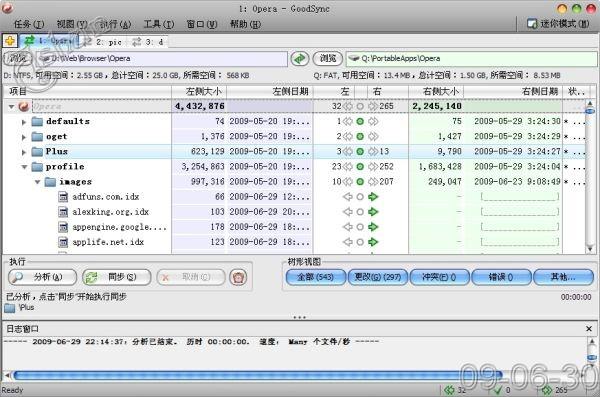 1: Opera - GoodSync
任务(T) 视图(V) 执行(A) 工具(T) 窗口(W) 帮助(H) 迷你模式(M)
1: Opera 2: pic 3: d
浏览 D:\Web\Browser\Opera 浏览 Q:\PortableApps\Opera
D: NTFS, 可用空间: 2.55 GB, 总计空间: 25.0 GB, 所需空间: 568 KB Q: FAT, 可用空间: 13.4 MB, 总计空间: 1.50 GB, 所需空间: 8.53 MB
项目 左侧大小 左侧日期 左 右 右侧大小 右侧日期 状..
Opera 4,432,876 32 265 2,245,140
defaults 74 2009-05-20 19:... 1 75 2009-05-29 3:24:30 * ...
oget 1,376 2009-05-20 19:... 2 1,427 2009-05-29 3:24:29 * ...
Plus 623,129 2009-05-20 19:... 3 13 9,790 2009-05-29 3:24:27 * ...
profile 3,254,863 2009-05-20 19:... 23 252 1,683,428 2009-05-29 3:24:04 * ...
images 997,316 2009-05-20 19:... 10 207 249,047 2009-06-23 9:08:49 * ...
adfuns.com.idx 66 2009-06-29 12:... - [__________]
alexking.org.idx 103 2009-06-29 20:... - [__________]
appengine.google.... 178 2009-06-29 18:... - [__________]
applife.net.idx 123 2009-06-29 18:... - [__________]
执行 树形视图
分析(A) 同步(S) 取消(C) 全部 (543) 更改(G) (297) 冲突(F) () 错误() 其他...
已分析, 点击"同步"开始执行同步 00:00:00
\Plus
日志窗口
----- 2009-06-29 22:14:37: 分析已结束. 历时 00:00:00. 速度: Many 个文件/秒 -----
09-06-30
Ready 32 0 265